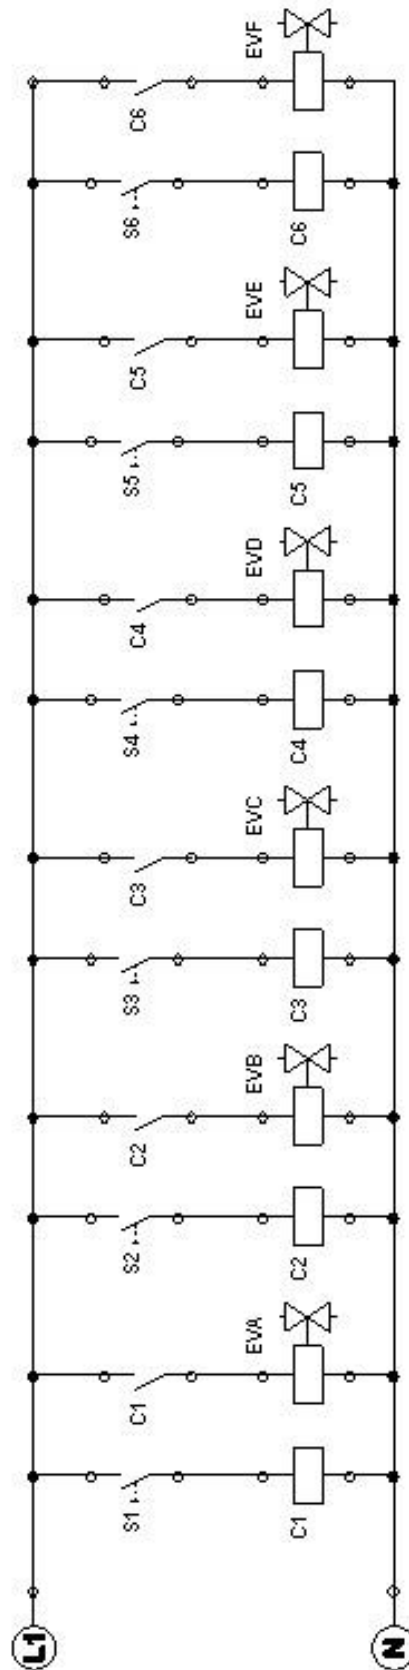 L1
S1 C1 S2 C2 S3 C3 S4 C4 S5 C5 S6 C6
EVA EVB EVC EVD EVE EVF
C1 C2 C3 C4 C5 C6
N